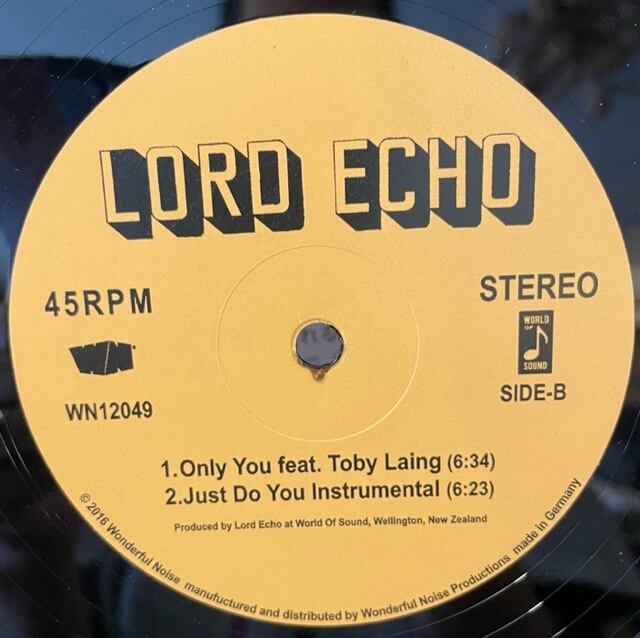 LORD ECHO
45RPM
STEREO
WORLD
OF
SOUND
WN12049
SIDE-B
1.Only You feat. Toby Laing (6:34)
2.Just Do You Instrumental (6:23)
Produced by Lord Echo at World Of Sound, Wellington, New Zealand
© 2016 Wonderful Noise manufactured and distributed by Wonderful Noise Productions made in Germany